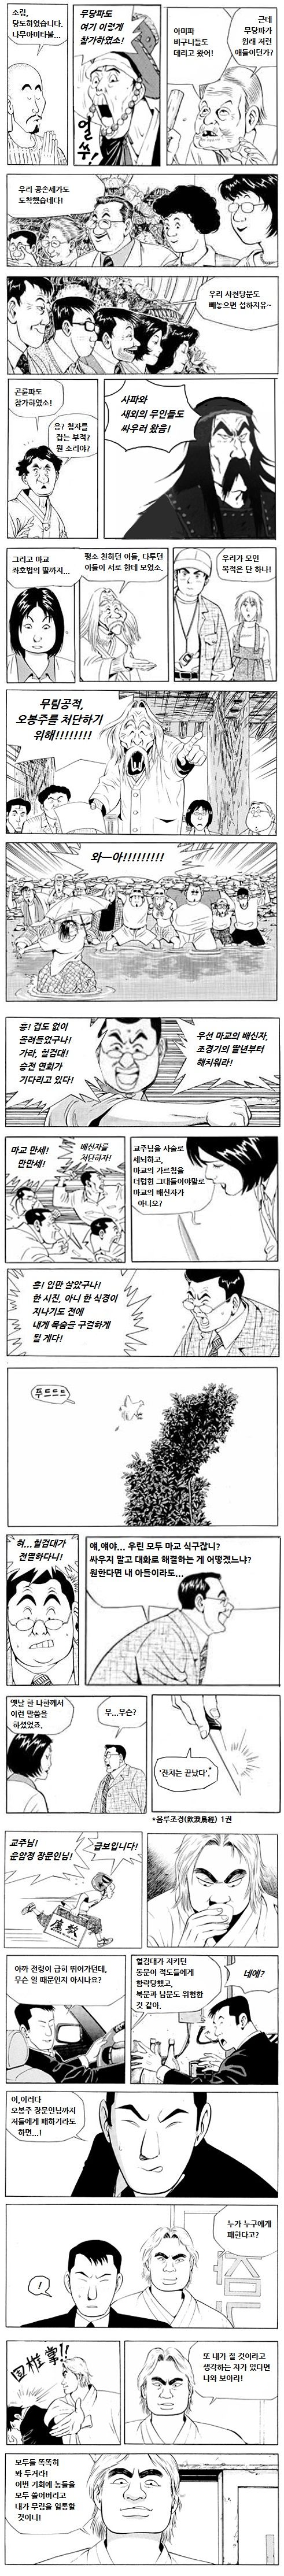 소림,
당도하였습니다.
나무아미타불...
무당파도
여기 이렇게
참가하였소!
얼
쑤!
아미파
비구니들도
데리고 왔어!
근데
무당파가
원래 저런
애들이던가?
우리 공손세가도
도착했습네다!
우리 사천당문도
빼놓으면 섭하지유~
곤륜파도
참가하였소!
응? 첨자를
잡는 부적?
뭔 소리야?
사파와
새외의 무인들도
싸우러 왔음!
그리고 마교
좌호법의 딸까지...
평소 친하던 이들, 다투던
이들이 서로 한데 모였소.
우리가 모인
목적은 단 하나!
무림공적,
오봉주를 처단하기
위해!!!!!!!!
와—아!!!!!!!!!
흥! 겁도 없이
몰려들었구나!
가라, 혈검대!
승전 연회가
기다리고 있다!
우선 마교의 배신자,
조경기의 딸년부터
해치워라!
마교 만세!
만만세!
배신자를
처단하자!
교주님을 사술로
세뇌하고,
마교의 가르침을
더럽힌 그대들이야말로
마교의 배신자가
아니오?
흥! 입만 살았구나!
한 시진, 아니 한 식경이
지나기도 전에
내게 목숨을 구걸하게
될 게다!
푸드드드
허...혈검대가
전멸하다니!
얘,얘야... 우린 모두 마교 식구잖니?
싸우지 말고 대화로 해결하는 게 어떻겠느냐?
원한다면 내 아들이라도...
옛날 한 나한께서
이런 말씀을
하셨었죠.
무...무슨?
'잔치는 끝났다'.*
*음루조경(飮淚鳥經) 1권
교주님!
운암정 장문인님!
급보입니다!
아까 전령이 급히 뛰어가던데,
무슨 일 때문인지 아시나요?
혈검대가 지키던
동문이 적도들에게
함락당했고,
북문과 남문도 위험한
것 같아.
네에?
이,이러다
오봉주 장문인님까지
저들에게 패하기라도
하면...!
누가 누구에게
패한다고?
!
또 내가 질 것이라고
생각하는 자가 있다면
나와 보아라!
모두들 똑똑히
봐 두거라!
이번 기회에 놈들을
모두 쓸어버리고
내가 무림을 일통할
것이니!